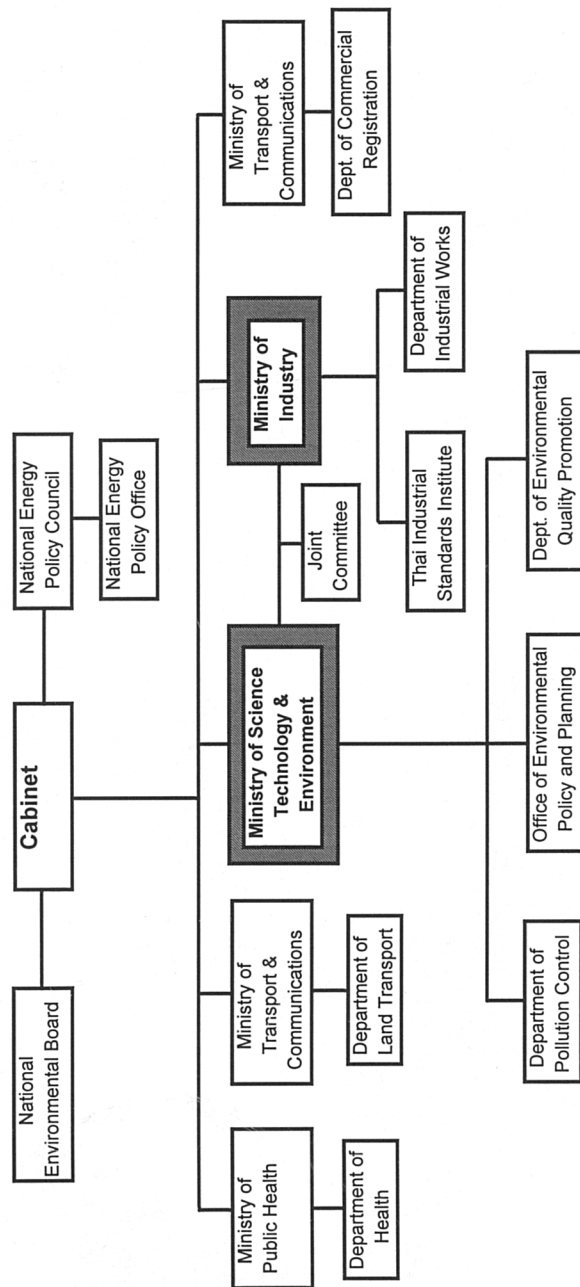 Cabinet
National
Environmental Board
National Energy
Policy Council
National Energy
Policy Office
Ministry of
Public Health
Department of
Health
Ministry of
Transport &
Communications
Department of
Land Transport
Ministry of Science
Technology &
Environment
Joint
Committee
Ministry of
Industry
Ministry of
Transport &
Communications
Dept. of Commercial
Registration
Thai Industrial
Standards Institute
Department of
Industrial Works
Department of
Pollution Control
Office of Environmental
Policy and Planning
Dept. of Environmental
Quality Promotion